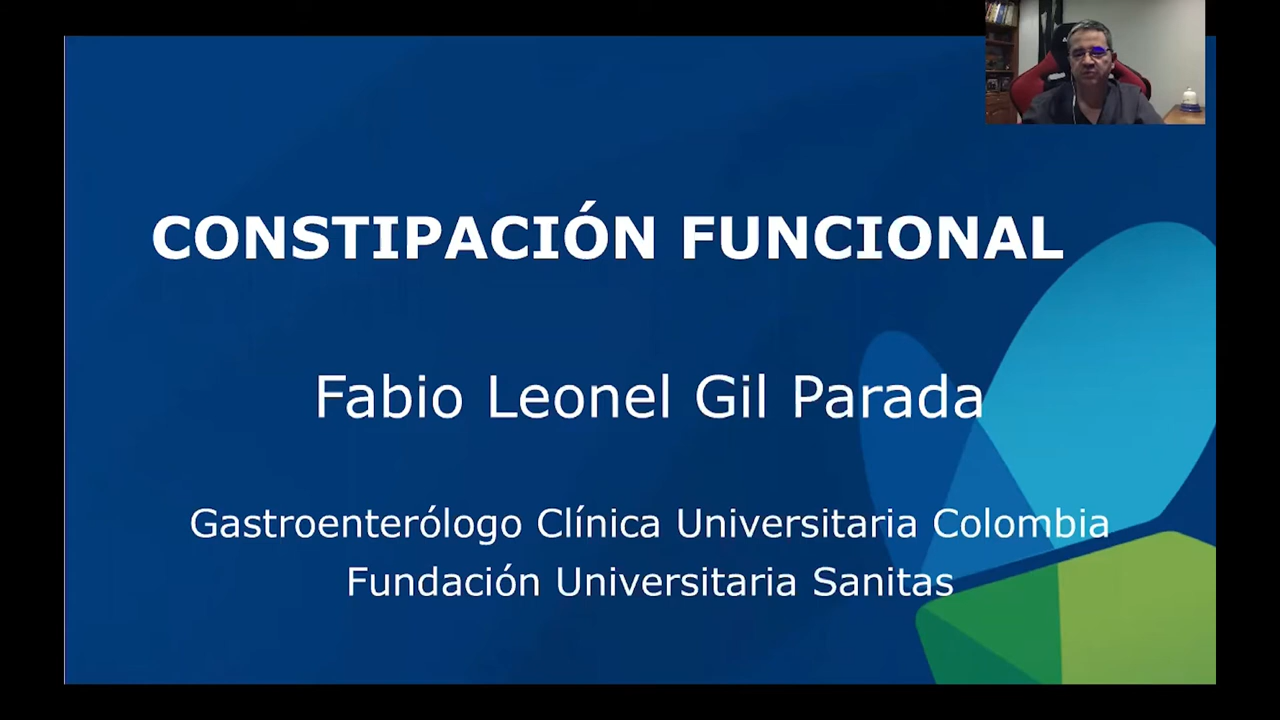 CONSTIPACIÓN FUNCIONAL
Fabio Leonel Gil Parada
Gastroenterólogo Clínica Universitaria Colombia
Fundación Universitaria Sanitas